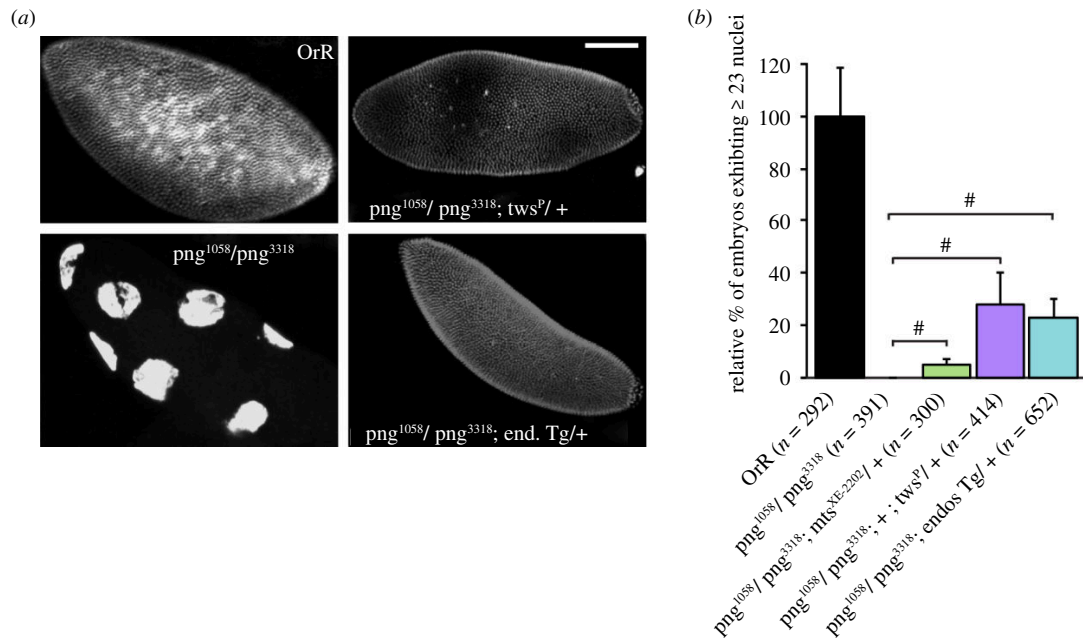 (a)
OrR
png¹⁰⁵⁸/ png³³¹⁸; twsᴾ/ +
png¹⁰⁵⁸/png³³¹⁸
png¹⁰⁵⁸/ png³³¹⁸; end. Tg/+
(b)
relative % of embryos exhibting ≥ 23 nuclei
120
100
80
60
40
20
0
#
#
#
OrR (n = 292)
png¹⁰⁵⁸/ png³³¹⁸ (n = 391)
png¹⁰⁵⁸/ png³³¹⁸; mtsˣᴱ⁻²²⁰²/ + (n = 300)
png¹⁰⁵⁸/ png³³¹⁸; + ; twsᴾ/ + (n = 414)
png¹⁰⁵⁸/ png³³¹⁸; endos Tg/ + (n = 652)